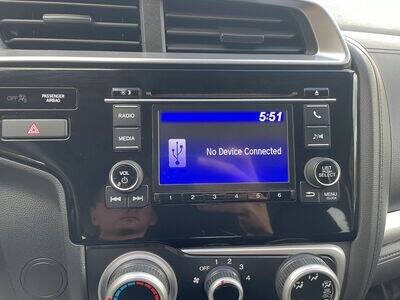 OFF
PASSENGER
AIRBAG
5:51
RADIO
MEDIA
No Device Connected
VOL
LIST
SELECT
MENU
CLOCK
1 2 3 4 5 6
OFF 1 2 3 4